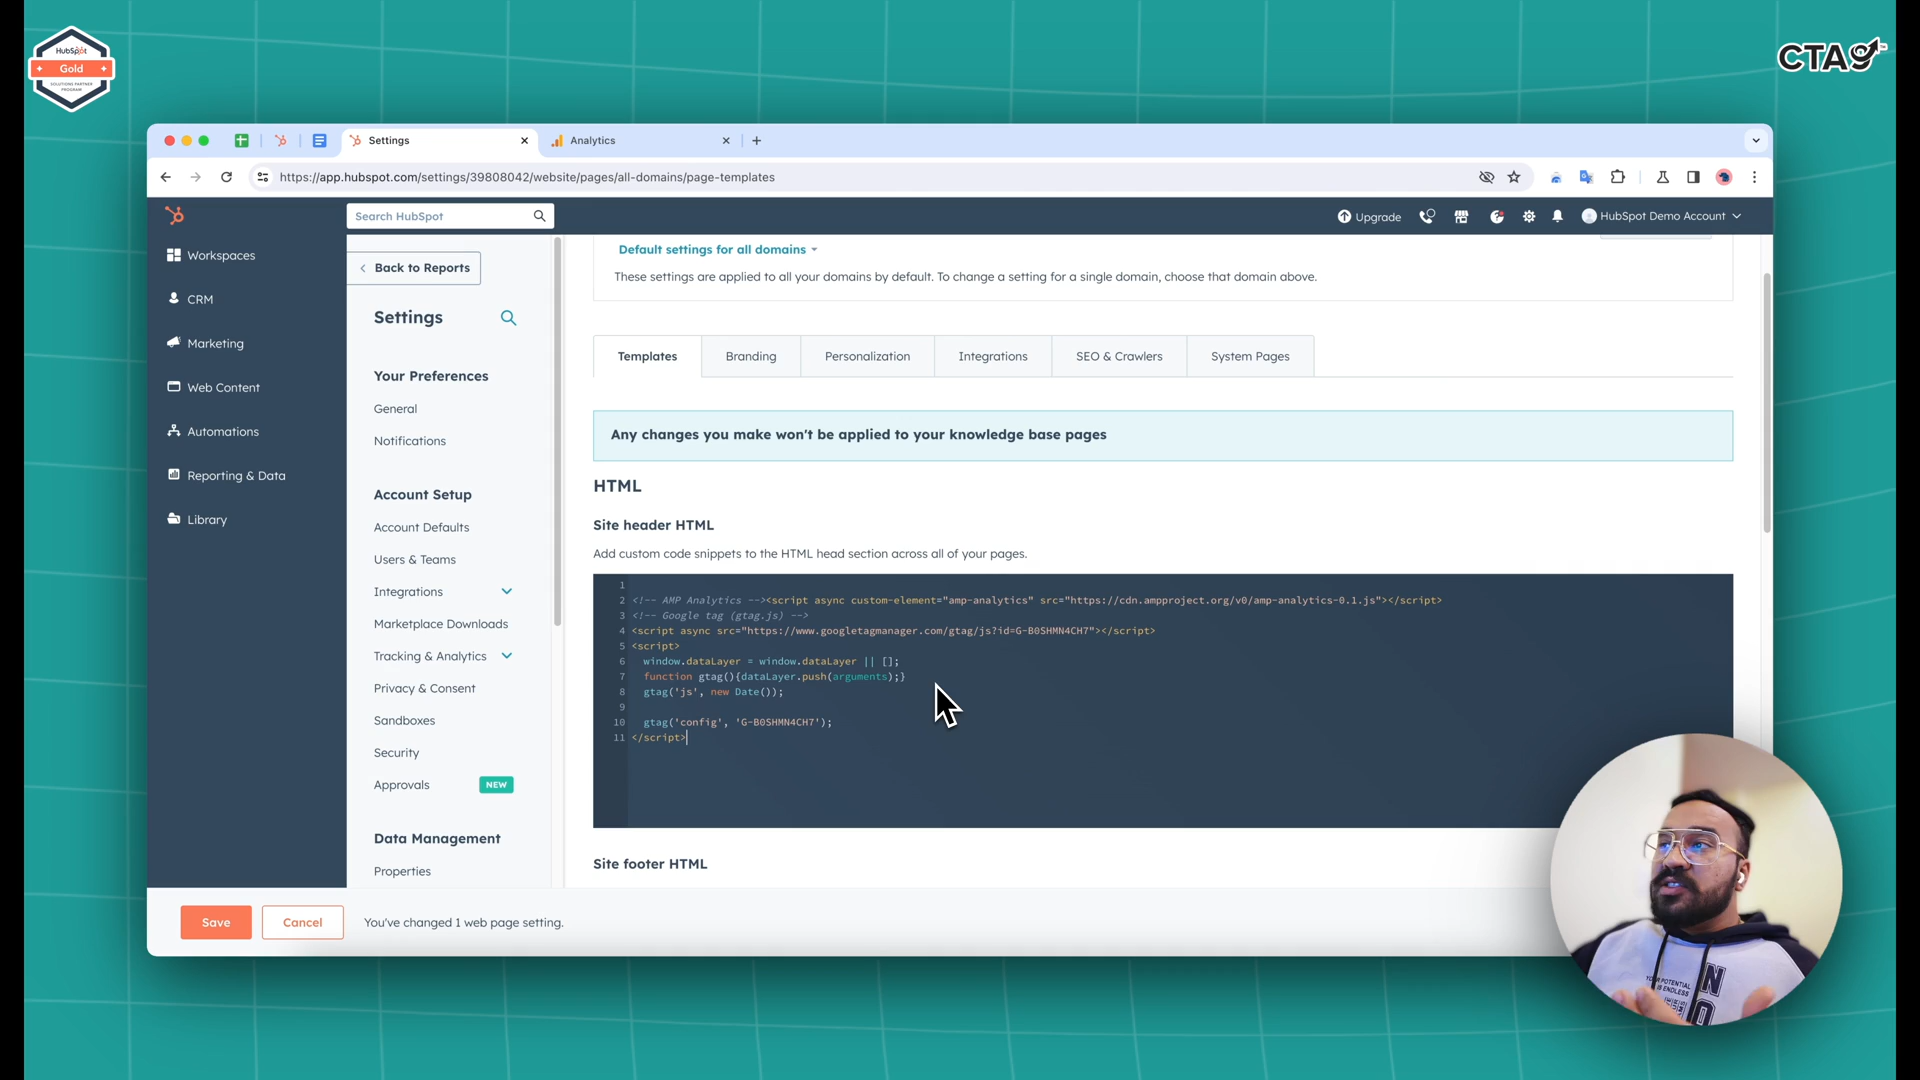 HubSpot
Gold
SOLUTIONS PARTNER
PROGRAM
CTA9
Settings
Analytics
https://app.hubspot.com/settings/39808042/website/pages/all-domains/page-templates
Search HubSpot
Upgrade
HubSpot Demo Account
Workspaces
CRM
Marketing
Web Content
Automations
Reporting & Data
Library
Back to Reports
Settings
Your Preferences
General
Notifications
Account Setup
Account Defaults
Users & Teams
Integrations
Marketplace Downloads
Tracking & Analytics
Privacy & Consent
Sandboxes
Security
Approvals NEW
Data Management
Properties
Default settings for all domains
These settings are applied to all your domains by default. To change a setting for a single domain, choose that domain above.
Templates Branding Personalization Integrations SEO & Crawlers System Pages
Any changes you make won't be applied to your knowledge base pages
HTML
Site header HTML
Add custom code snippets to the HTML head section across all of your pages.
1
2 <!-- AMP Analytics --><script async custom-element="amp-analytics" src="https://cdn.ampproject.org/v0/amp-analytics-0.1.js"></script>
3 <!-- Google tag (gtag.js) -->
4 <script async src="https://www.googletagmanager.com/gtag/js?id=G-B0SHMN4CH7"></script>
5 <script>
6 window.dataLayer = window.dataLayer || [];
7 function gtag(){dataLayer.push(arguments);}
8 gtag('js', new Date());
9
10 gtag('config', 'G-B0SHMN4CH7');
11 </script>
Site footer HTML
Save
Cancel
You've changed 1 web page setting.
POTENTIAL
IS ENDLESS
N